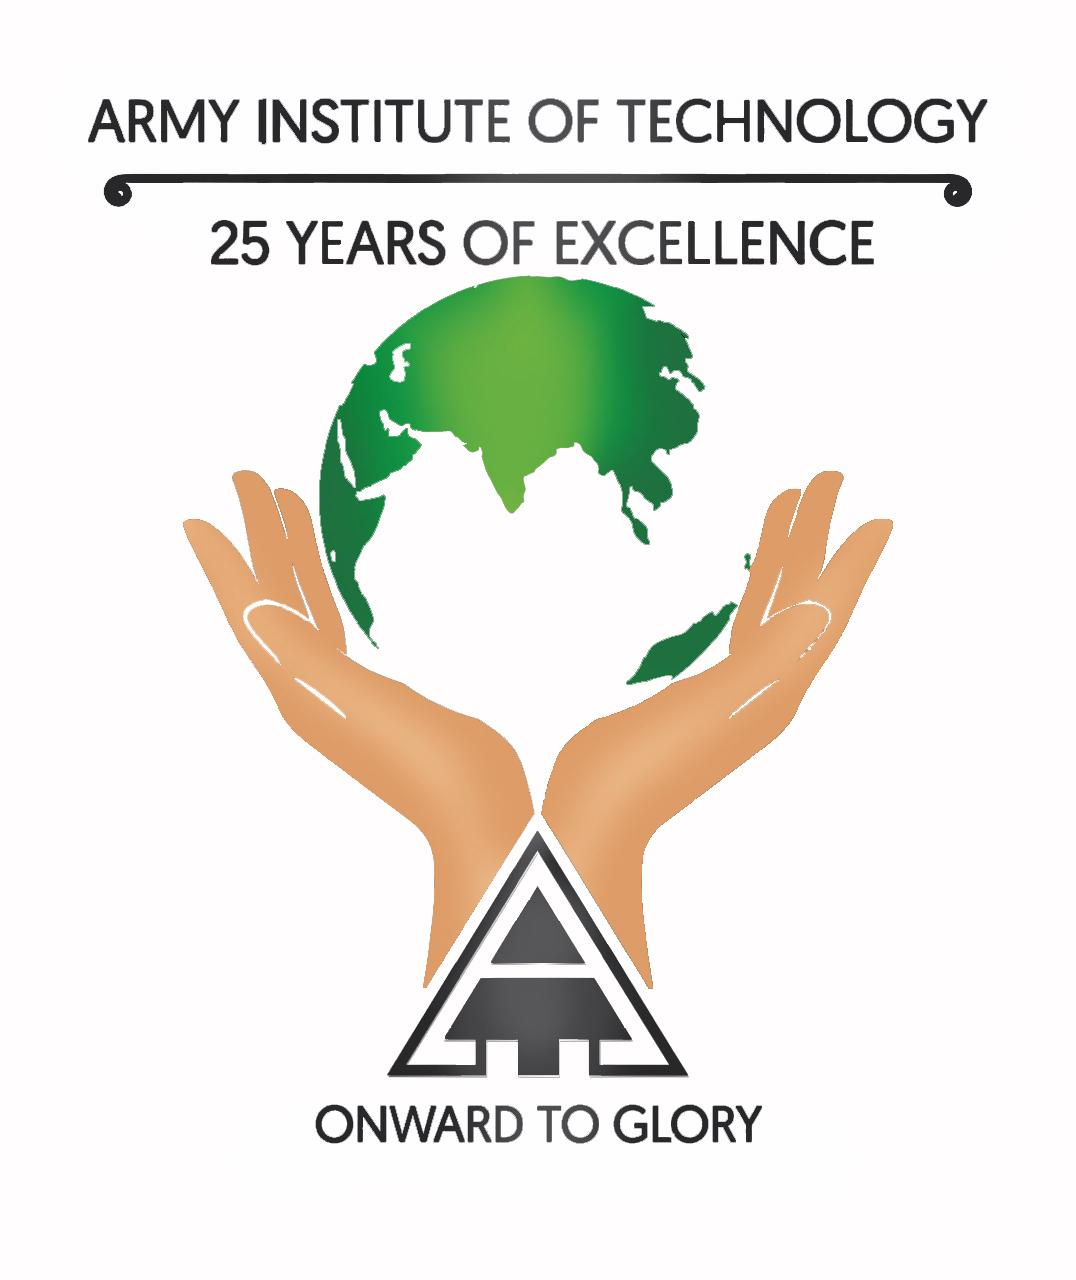 ARMY INSTITUTE OF TECHNOLOGY
25 YEARS OF EXCELLENCE
ONWARD TO GLORY